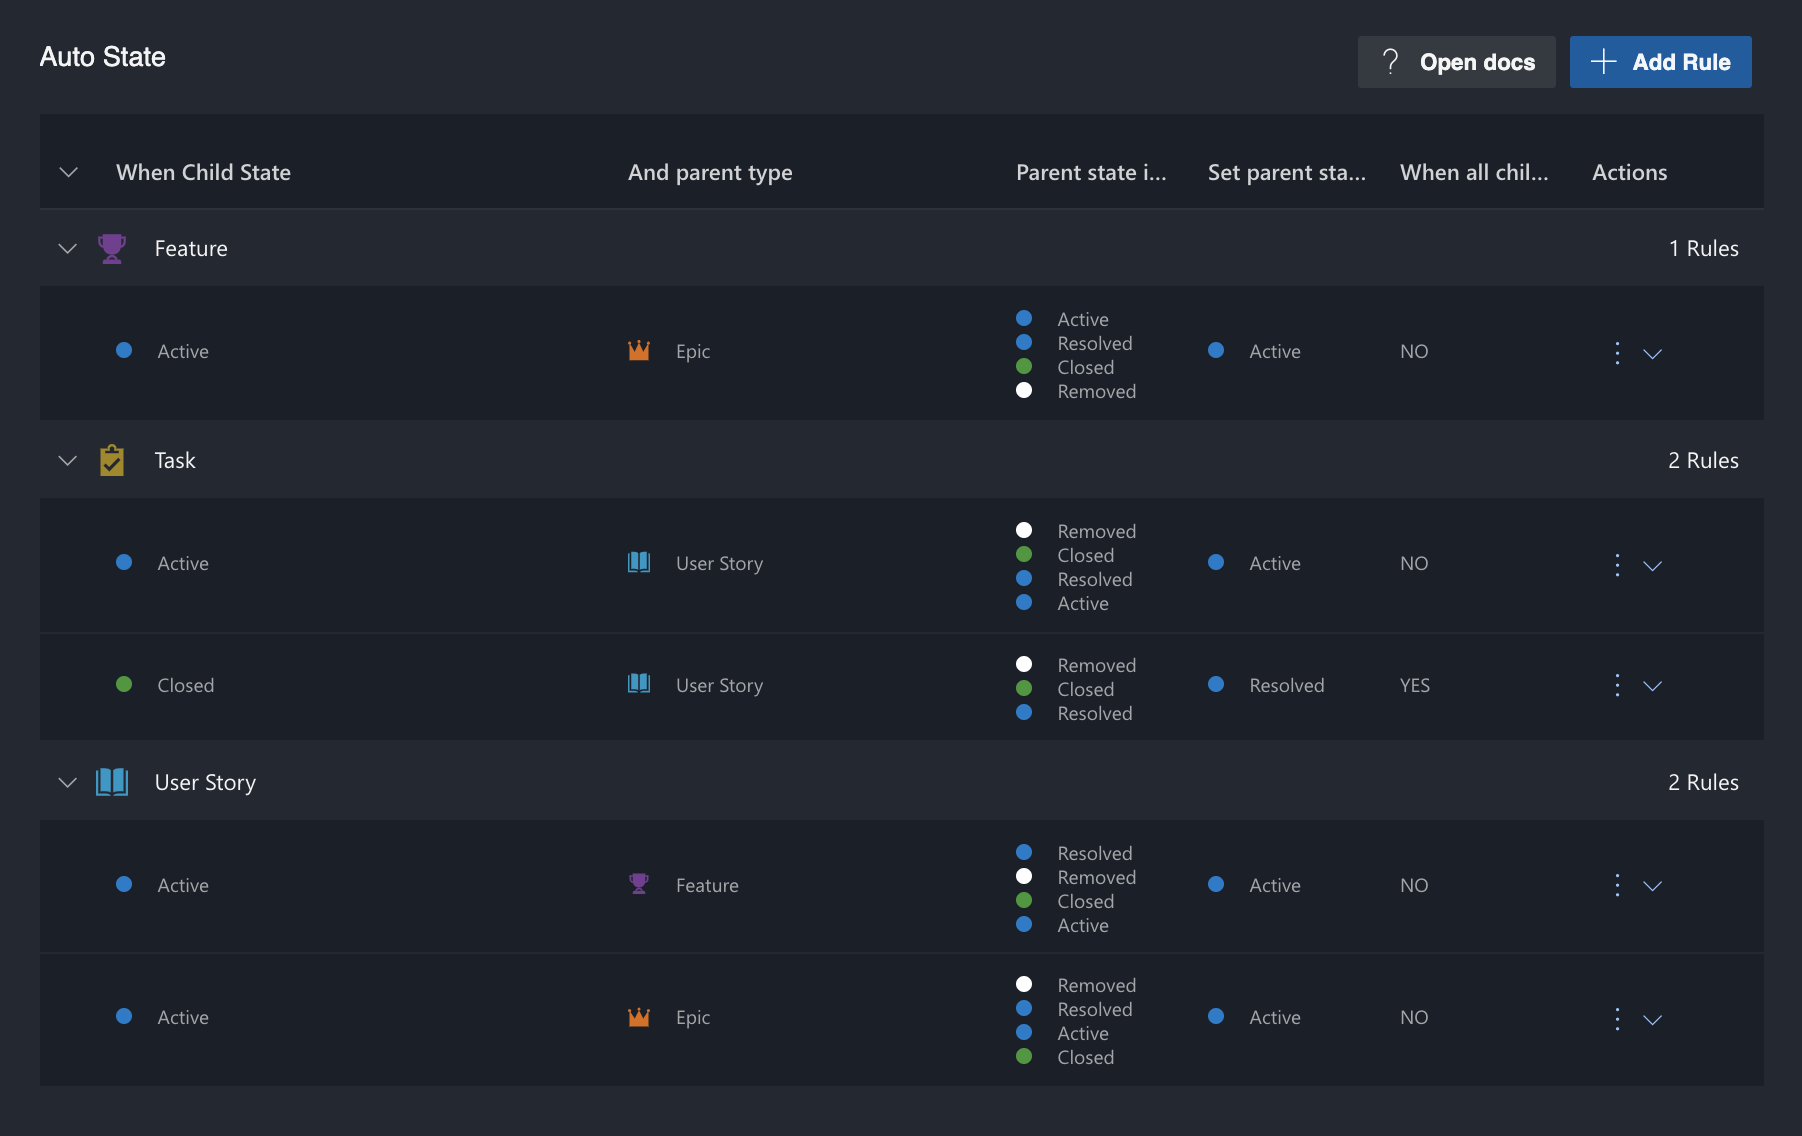 Auto State
? Open docs
Add Rule
When Child State And parent type Parent state i... Set parent sta... When all chil... Actions
Feature 1 Rules
Active Epic Active Resolved Closed Removed Active NO
Task 2 Rules
Active User Story Removed Closed Resolved Active Active NO
Closed User Story Removed Closed Resolved Resolved YES
User Story 2 Rules
Active Feature Resolved Removed Closed Active Active NO
Active Epic Removed Resolved Active Closed Active NO